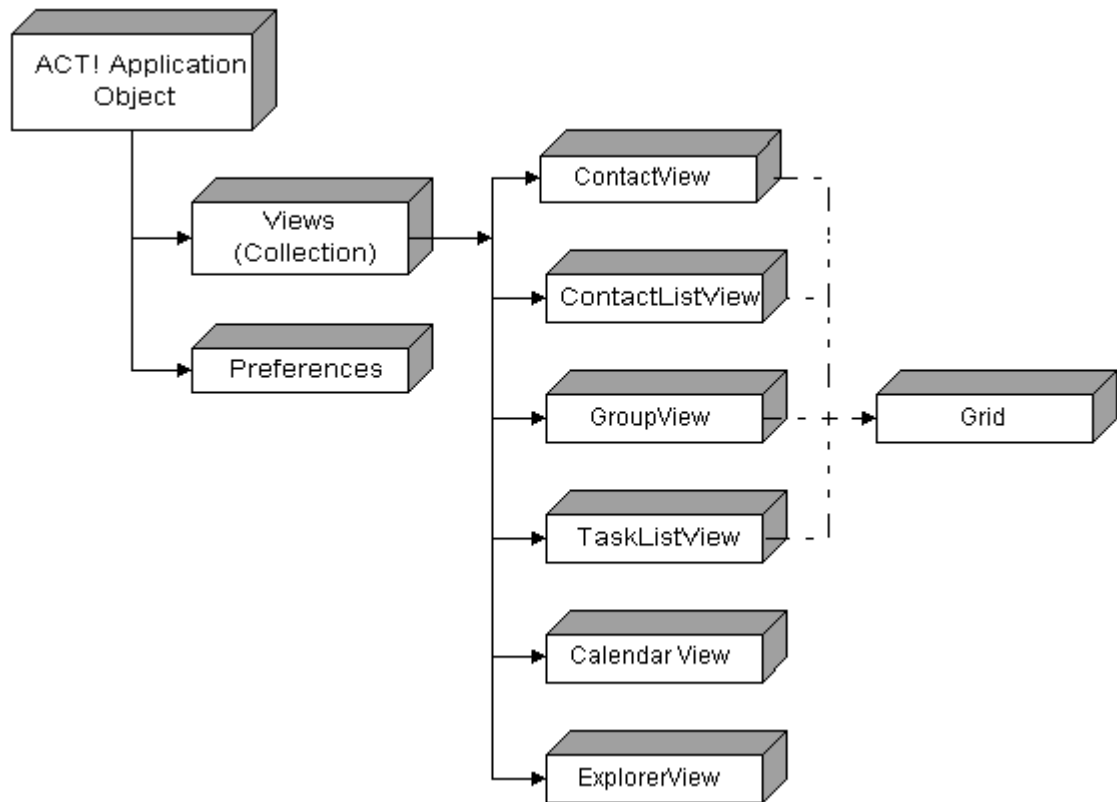 ACT! Application
Object
Views
(Collection)
Preferences
ContactView
ContactListView
GroupView
TaskListView
Calendar View
ExplorerView
Grid